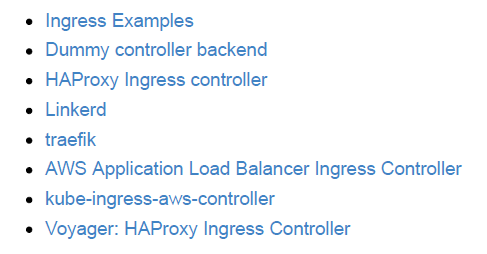 Ingress Examples
Dummy controller backend
HAProxy Ingress controller
Linkerd
traefik
AWS Application Load Balancer Ingress Controller
kube-ingress-aws-controller
Voyager: HAProxy Ingress Controller